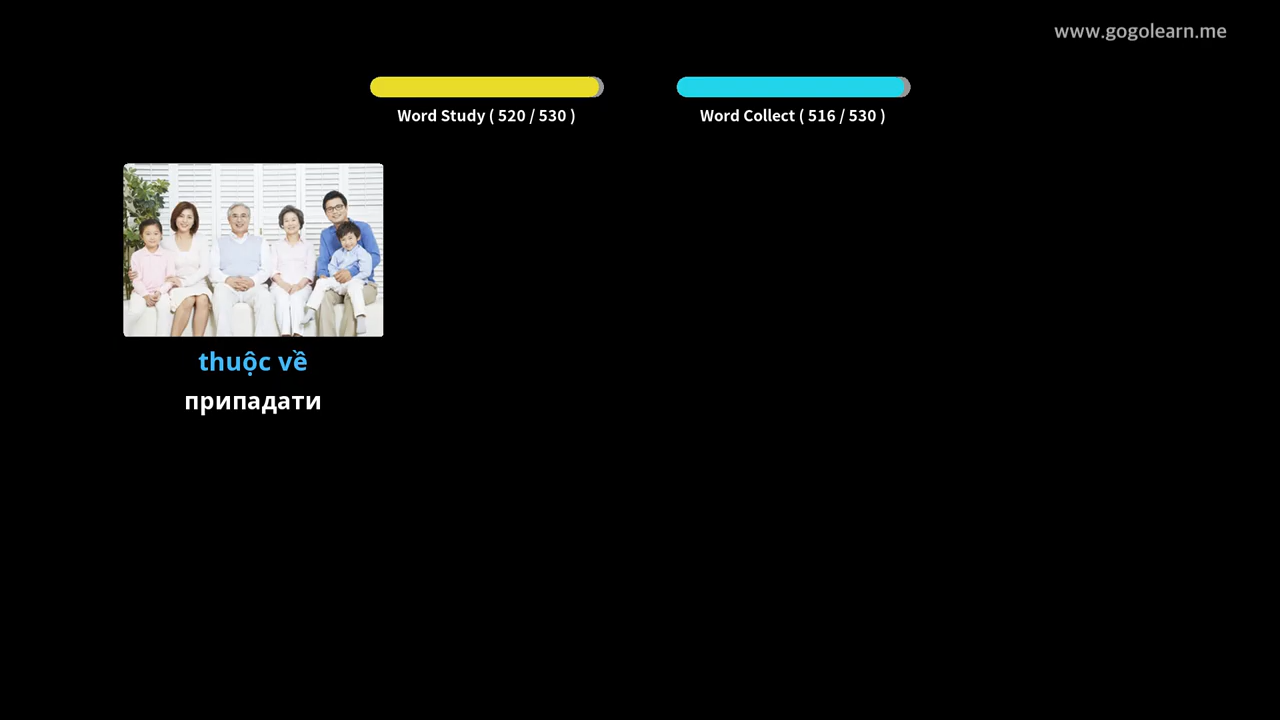 www.gogolearn.me
Word Study ( 520 / 530 )
Word Collect ( 516 / 530 )
thuộc về
припадати